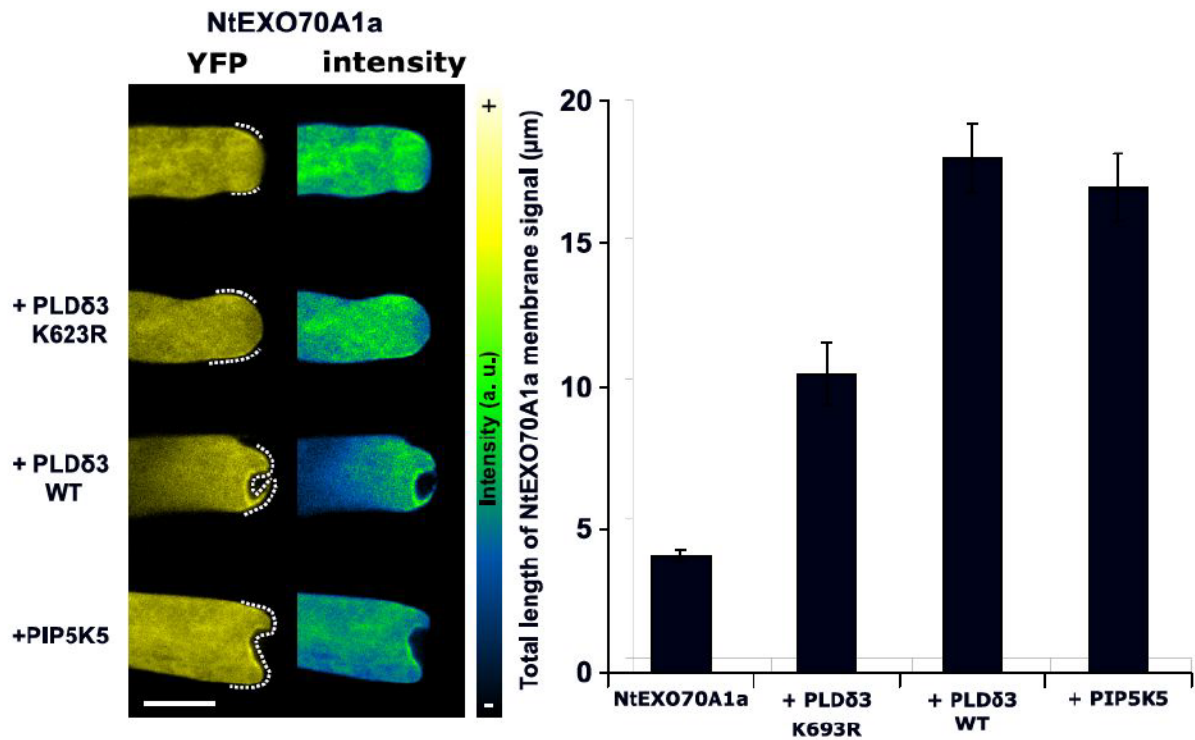 NtEXO70A1a
YFP intensity
+ PLDδ3
K623R
+ PLDδ3
WT
+PIP5K5
+
Intensity (a. u.)
-
Total length of NtEXO70A1a membrane signal (µm)
20
15
10
5
0
NtEXO70A1a
+ PLDδ3
K693R
+ PLDδ3
WT
+ PIP5K5